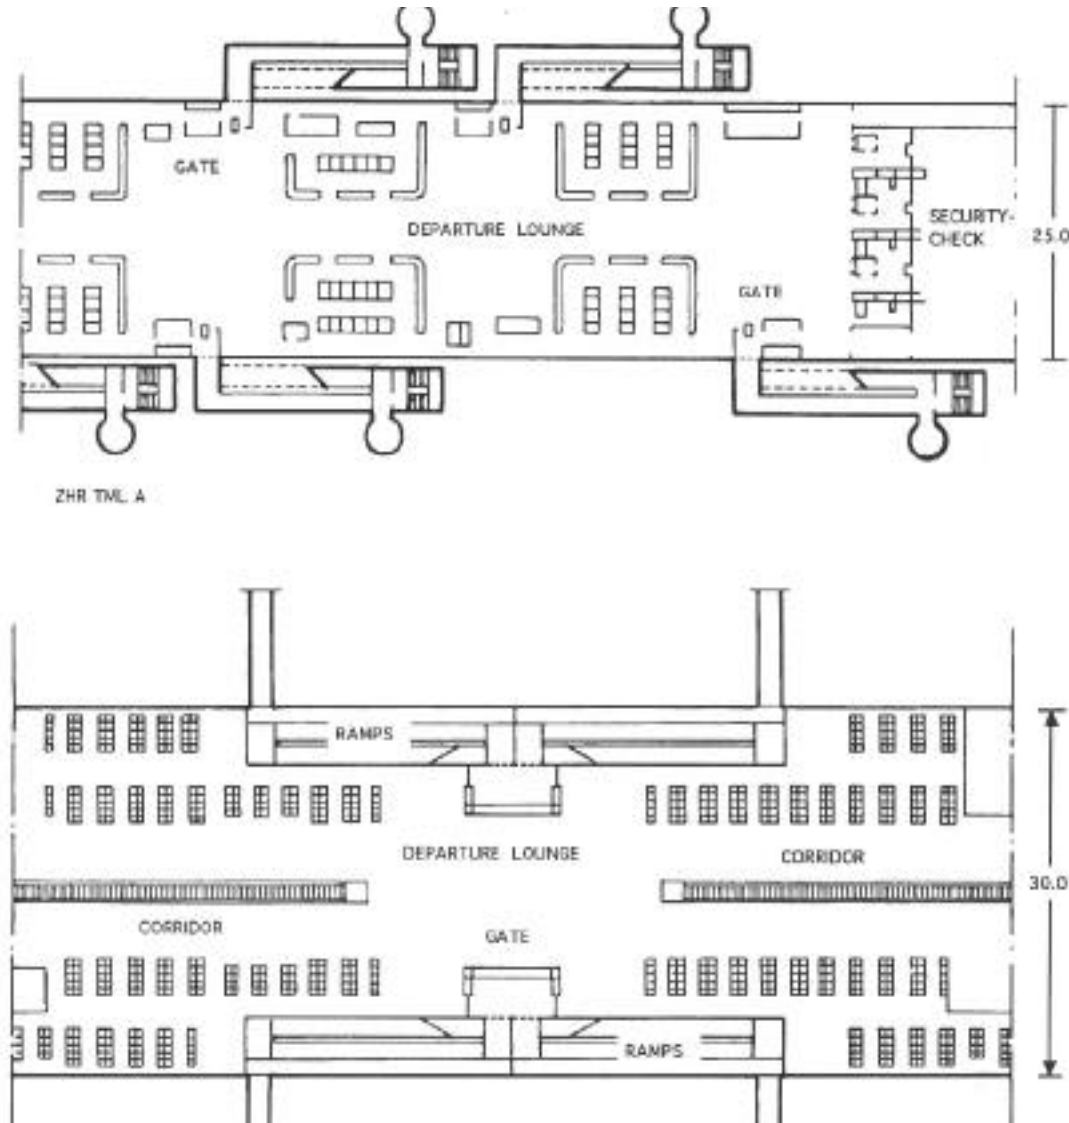 GATE
DEPARTURE LOUNGE
SECURITY-
CHECK
25.0
GATE
ZHR TML A
RAMPS
DEPARTURE LOUNGE
CORRIDOR
30.0
CORRIDOR
GATE
RAMPS